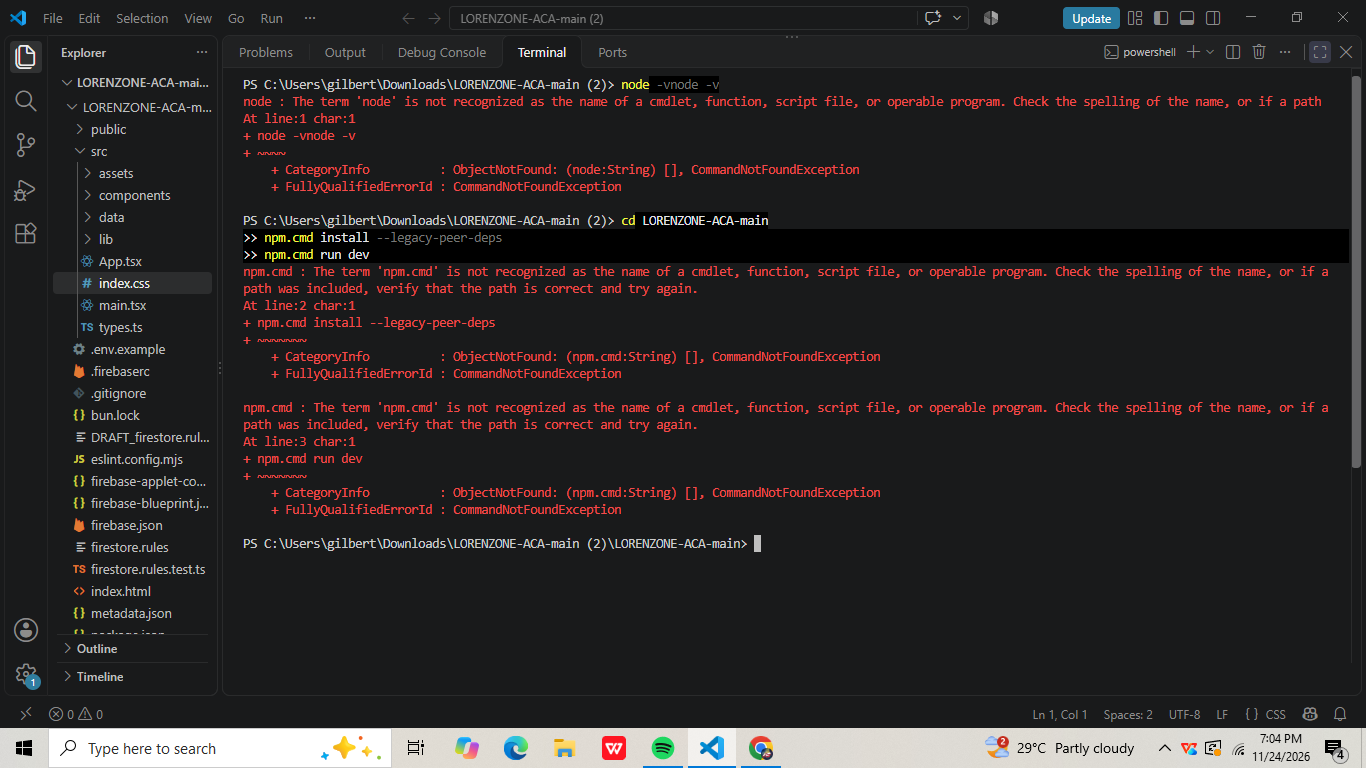 File Edit Selection View Go Run ··· LORENZONE-ACA-main (2) Update
Explorer ···
LORENZONE-ACA-mai...
LORENZONE-ACA-m...
public
src
assets
components
data
lib
App.tsx
# index.css
main.tsx
TS types.ts
.env.example
.firebaserc
.gitignore
{} bun.lock
DRAFT_firestore.rul...
JS eslint.config.mjs
{} firebase-applet-co...
{} firebase-blueprint.j...
firebase.json
firestore.rules
TS firestore.rules.test.ts
<> index.html
{} metadata.json
{} package.json
Outline
Timeline
1
Problems Output Debug Console Terminal Ports powershell
PS C:\Users\gilbert\Downloads\LORENZONE-ACA-main (2)> node -vnode -v
node : The term 'node' is not recognized as the name of a cmdlet, function, script file, or operable program. Check the spelling of the name, or if a path
At line:1 char:1
+ node -vnode -v
+ ~~~~
+ CategoryInfo : ObjectNotFound: (node:String) [], CommandNotFoundException
+ FullyQualifiedErrorId : CommandNotFoundException
PS C:\Users\gilbert\Downloads\LORENZONE-ACA-main (2)> cd LORENZONE-ACA-main
>> npm.cmd install --legacy-peer-deps
>> npm.cmd run dev
npm.cmd : The term 'npm.cmd' is not recognized as the name of a cmdlet, function, script file, or operable program. Check the spelling of the name, or if a
path was included, verify that the path is correct and try again.
At line:2 char:1
+ npm.cmd install --legacy-peer-deps
+ ~~~~~~~
+ CategoryInfo : ObjectNotFound: (npm.cmd:String) [], CommandNotFoundException
+ FullyQualifiedErrorId : CommandNotFoundException
npm.cmd : The term 'npm.cmd' is not recognized as the name of a cmdlet, function, script file, or operable program. Check the spelling of the name, or if a
path was included, verify that the path is correct and try again.
At line:3 char:1
+ npm.cmd run dev
+ ~~~~~~~
+ CategoryInfo : ObjectNotFound: (npm.cmd:String) [], CommandNotFoundException
+ FullyQualifiedErrorId : CommandNotFoundException
PS C:\Users\gilbert\Downloads\LORENZONE-ACA-main (2)\LORENZONE-ACA-main>
0 0 Ln 1, Col 1 Spaces: 2 UTF-8 LF {} CSS
Type here to search 2 29°C Partly cloudy 7:04 PM
11/24/2026 4